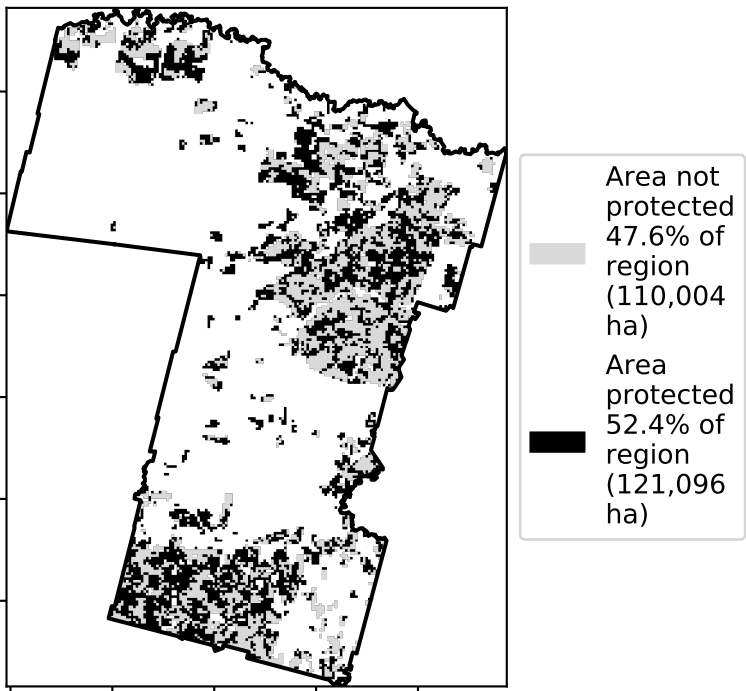 Area not
protected
47.6% of
region
(110,004
ha)
Area
protected
52.4% of
region
(121,096
ha)